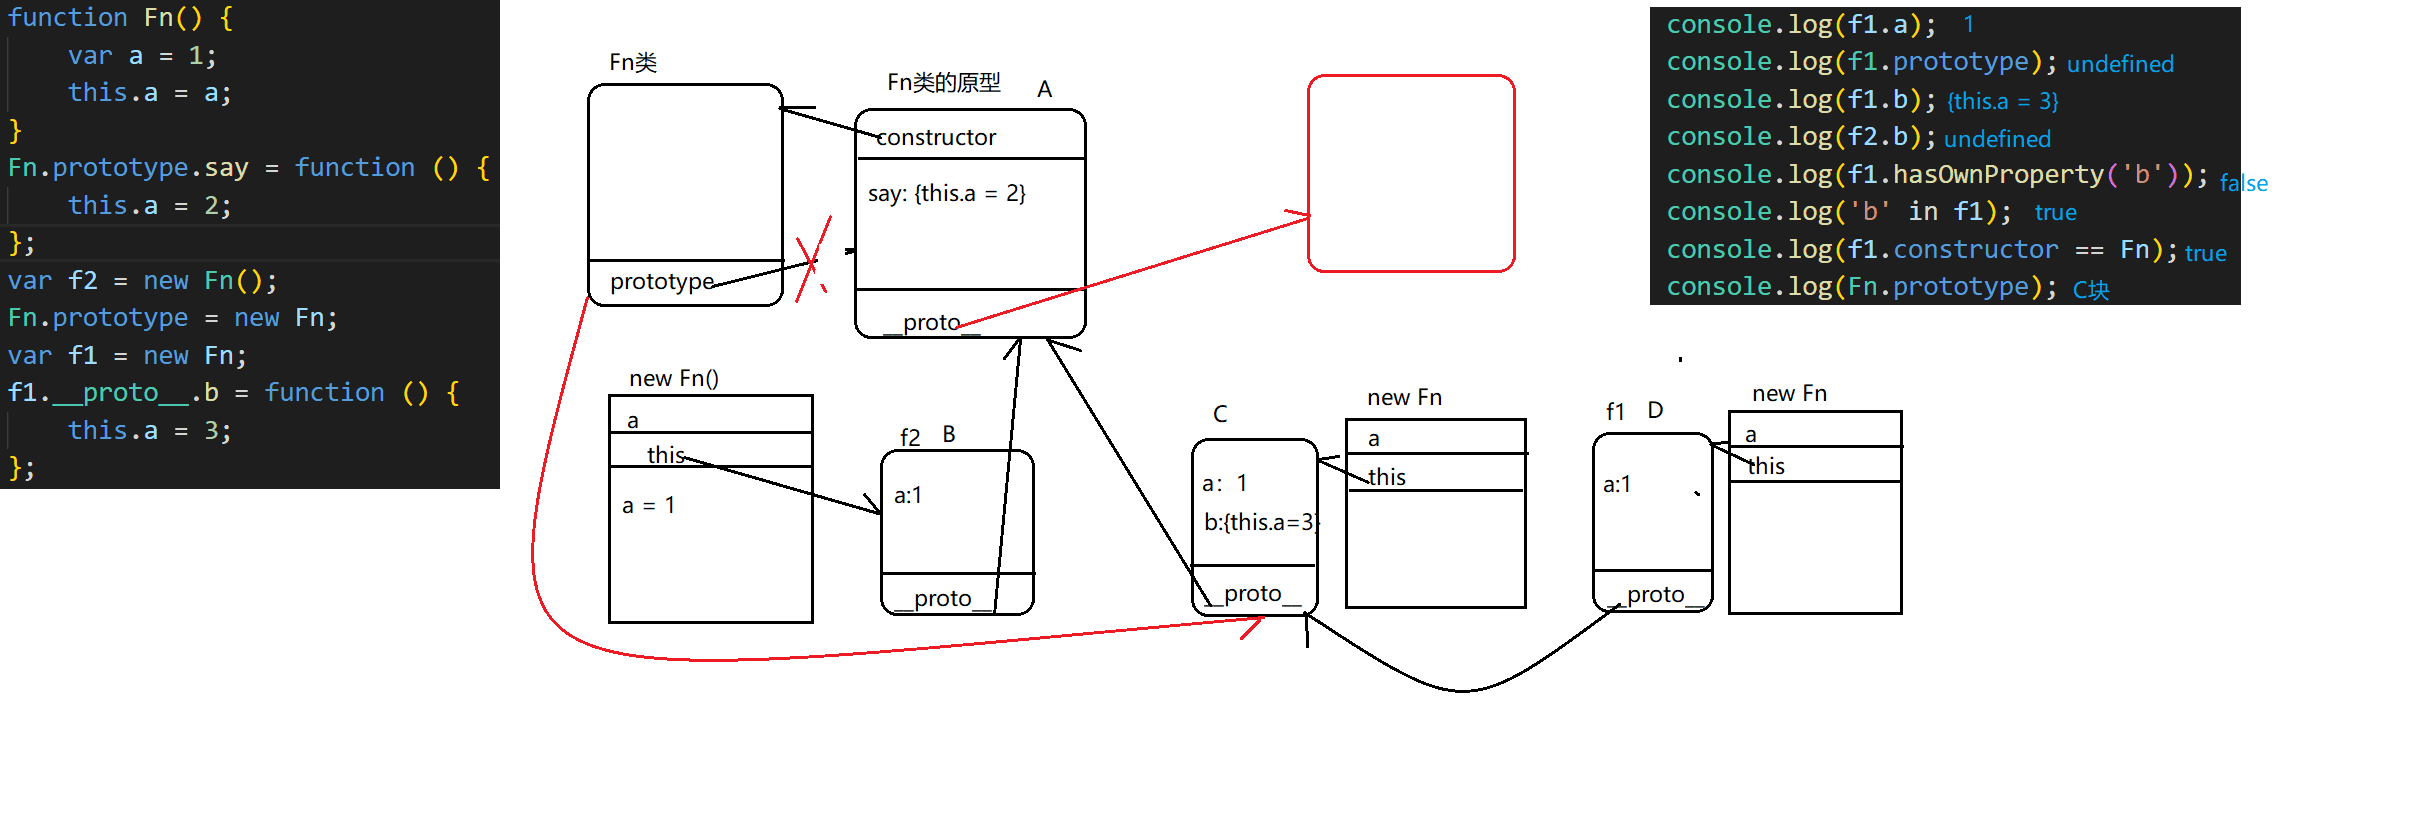 function Fn() {
    var a = 1;
    this.a = a;
}
Fn.prototype.say = function () {
    this.a = 2;
};
var f2 = new Fn();
Fn.prototype = new Fn;
var f1 = new Fn;
f1.__proto__.b = function () {
    this.a = 3;
};
Fn类
prototype
Fn类的原型 A
constructor
say: {this.a = 2}
__proto__
console.log(f1.a); 1
console.log(f1.prototype); undefined
console.log(f1.b); {this.a = 3}
console.log(f2.b); undefined
console.log(f1.hasOwnProperty('b')); false
console.log('b' in f1); true
console.log(f1.constructor == Fn); true
console.log(Fn.prototype); C块
new Fn()
a
this
a = 1
f2 B
a:1
__proto__
C
a：1
b:{this.a=3}
__proto__
new Fn
a
this
f1 D
a:1
__proto__
new Fn
a
this